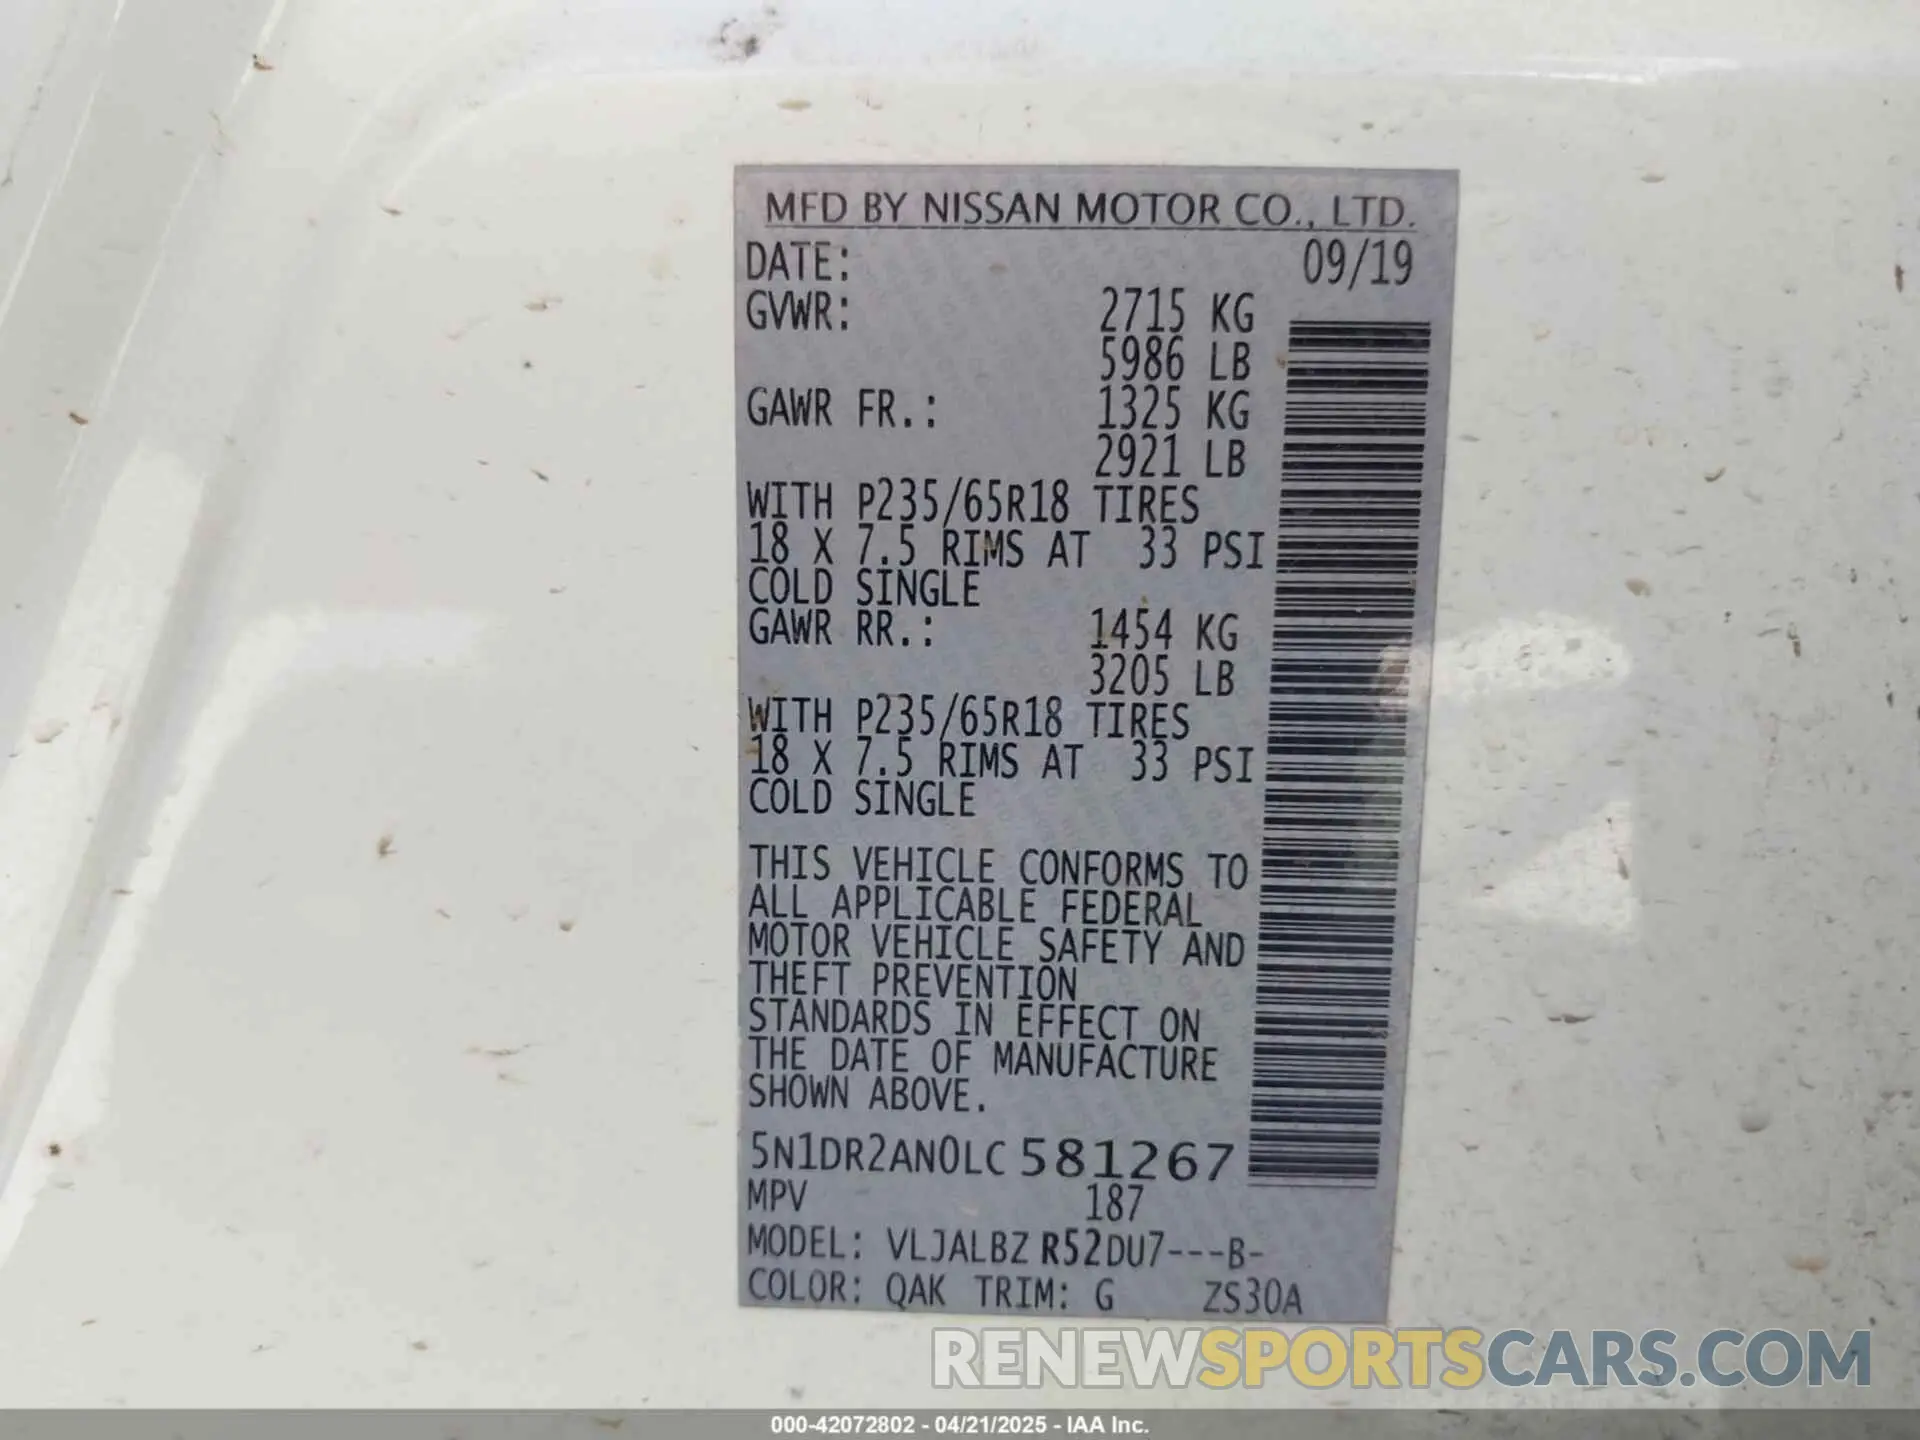 MFD BY NISSAN MOTOR CO., LTD.
DATE: 09/19
GVWR: 2715 KG
5986 LB
GAWR FR.: 1325 KG
2921 LB
WITH P235/65R18 TIRES
18 X 7.5 RIMS AT 33 PSI
COLD SINGLE
GAWR RR.: 1454 KG
3205 LB
WITH P235/65R18 TIRES
18 X 7.5 RIMS AT 33 PSI
COLD SINGLE
THIS VEHICLE CONFORMS TO
ALL APPLICABLE FEDERAL
MOTOR VEHICLE SAFETY AND
THEFT PREVENTION
STANDARDS IN EFFECT ON
THE DATE OF MANUFACTURE
SHOWN ABOVE.
5N1DR2AN0LC 581267
MPV 187
MODEL: VLJALBZ R52DU7---B-
COLOR: QAK TRIM: G ZS30A
RENEWSPORTSCARS.COM
000-42072802 - 04/21/2025 - IAA Inc.